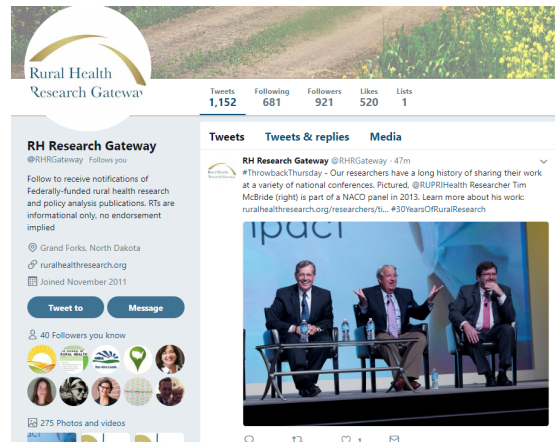 Rural Health
Research Gateway
Tweets
1,152
Following
681
Followers
921
Likes
520
Lists
1
RH Research Gateway
@RHRGateway Follows you
Follow to receive notifications of
Federally-funded rural health research
and policy analysis publications. RTs are
informational only, no endorsement
implied
Grand Forks, North Dakota
ruralhealthresearch.org
Joined November 2011
Tweet to
Message
40 Followers you know
275 Photos and videos
Tweets
Tweets & replies
Media
RH Research Gateway @RHRGateway · 47m
#ThrowbackThursday - Our researchers have a long history of sharing their work
at a variety of national conferences. Pictured, @RUPRIHealth Researcher Tim
McBride (right) is part of a NACO panel in 2013. Learn more about his work:
ruralhealthresearch.org/researchers/ti... #30YearsOfRuralResearch
ipact
1